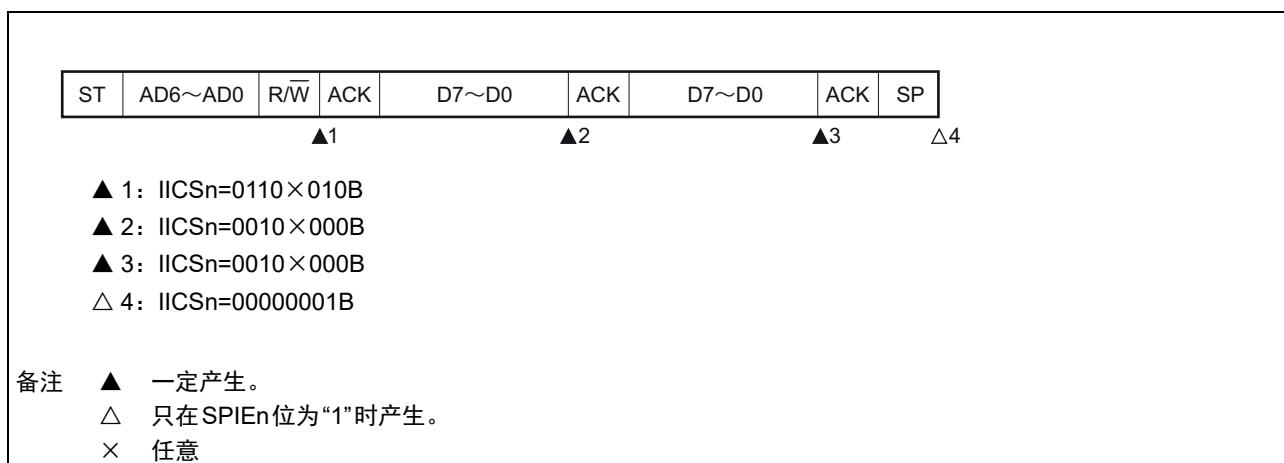 ST AD6～AD0 R/W̅ ACK D7～D0 ACK D7～D0 ACK SP
▲1 ▲2 ▲3 △4
▲ 1：IICSn=0110×010B
▲ 2：IICSn=0010×000B
▲ 3：IICSn=0010×000B
△ 4：IICSn=00000001B
备注 ▲ 一定产生。
△ 只在SPIEn位为“1”时产生。
× 任意